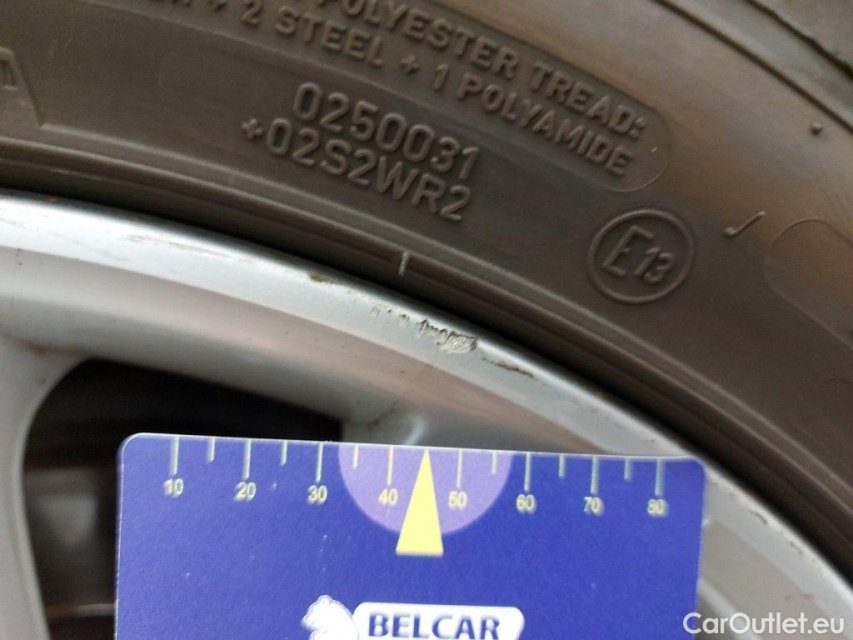 + 2 POLYESTER TREAD:
2 STEEL + 1 POLYAMIDE
0250031
+02S2WR2
E13
10 20 30 40 50 60 70 80
BELCAR
CarOutlet.eu